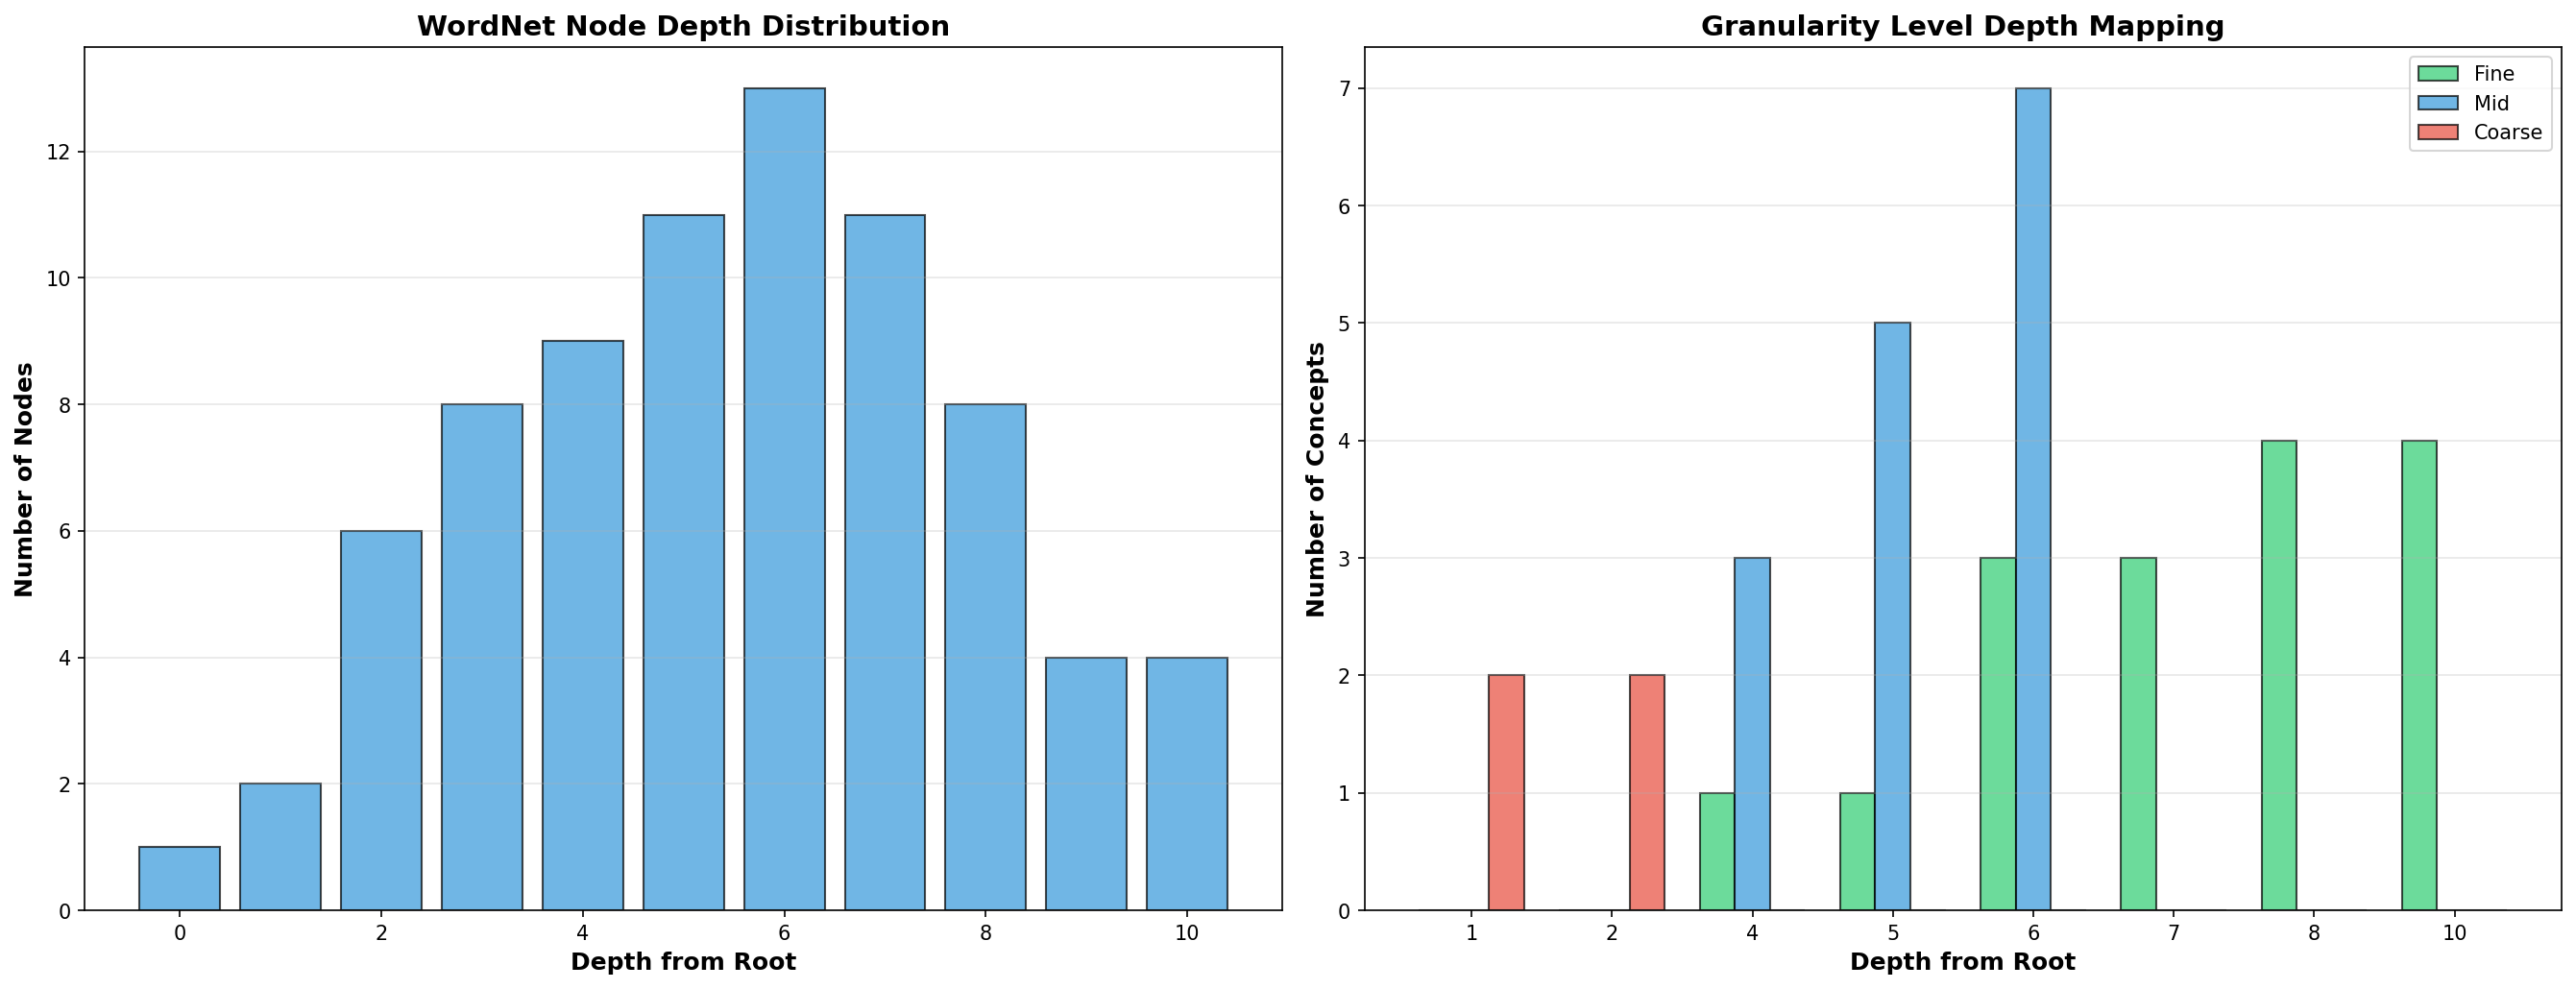 WordNet Node Depth Distribution
Number of Nodes
12
10
8
6
4
2
0
0 2 4 6 8 10
Depth from Root
Granularity Level Depth Mapping
Fine
Mid
Coarse
Number of Concepts
7
6
5
4
3
2
1
0
1 2 4 5 6 7 8 10
Depth from Root